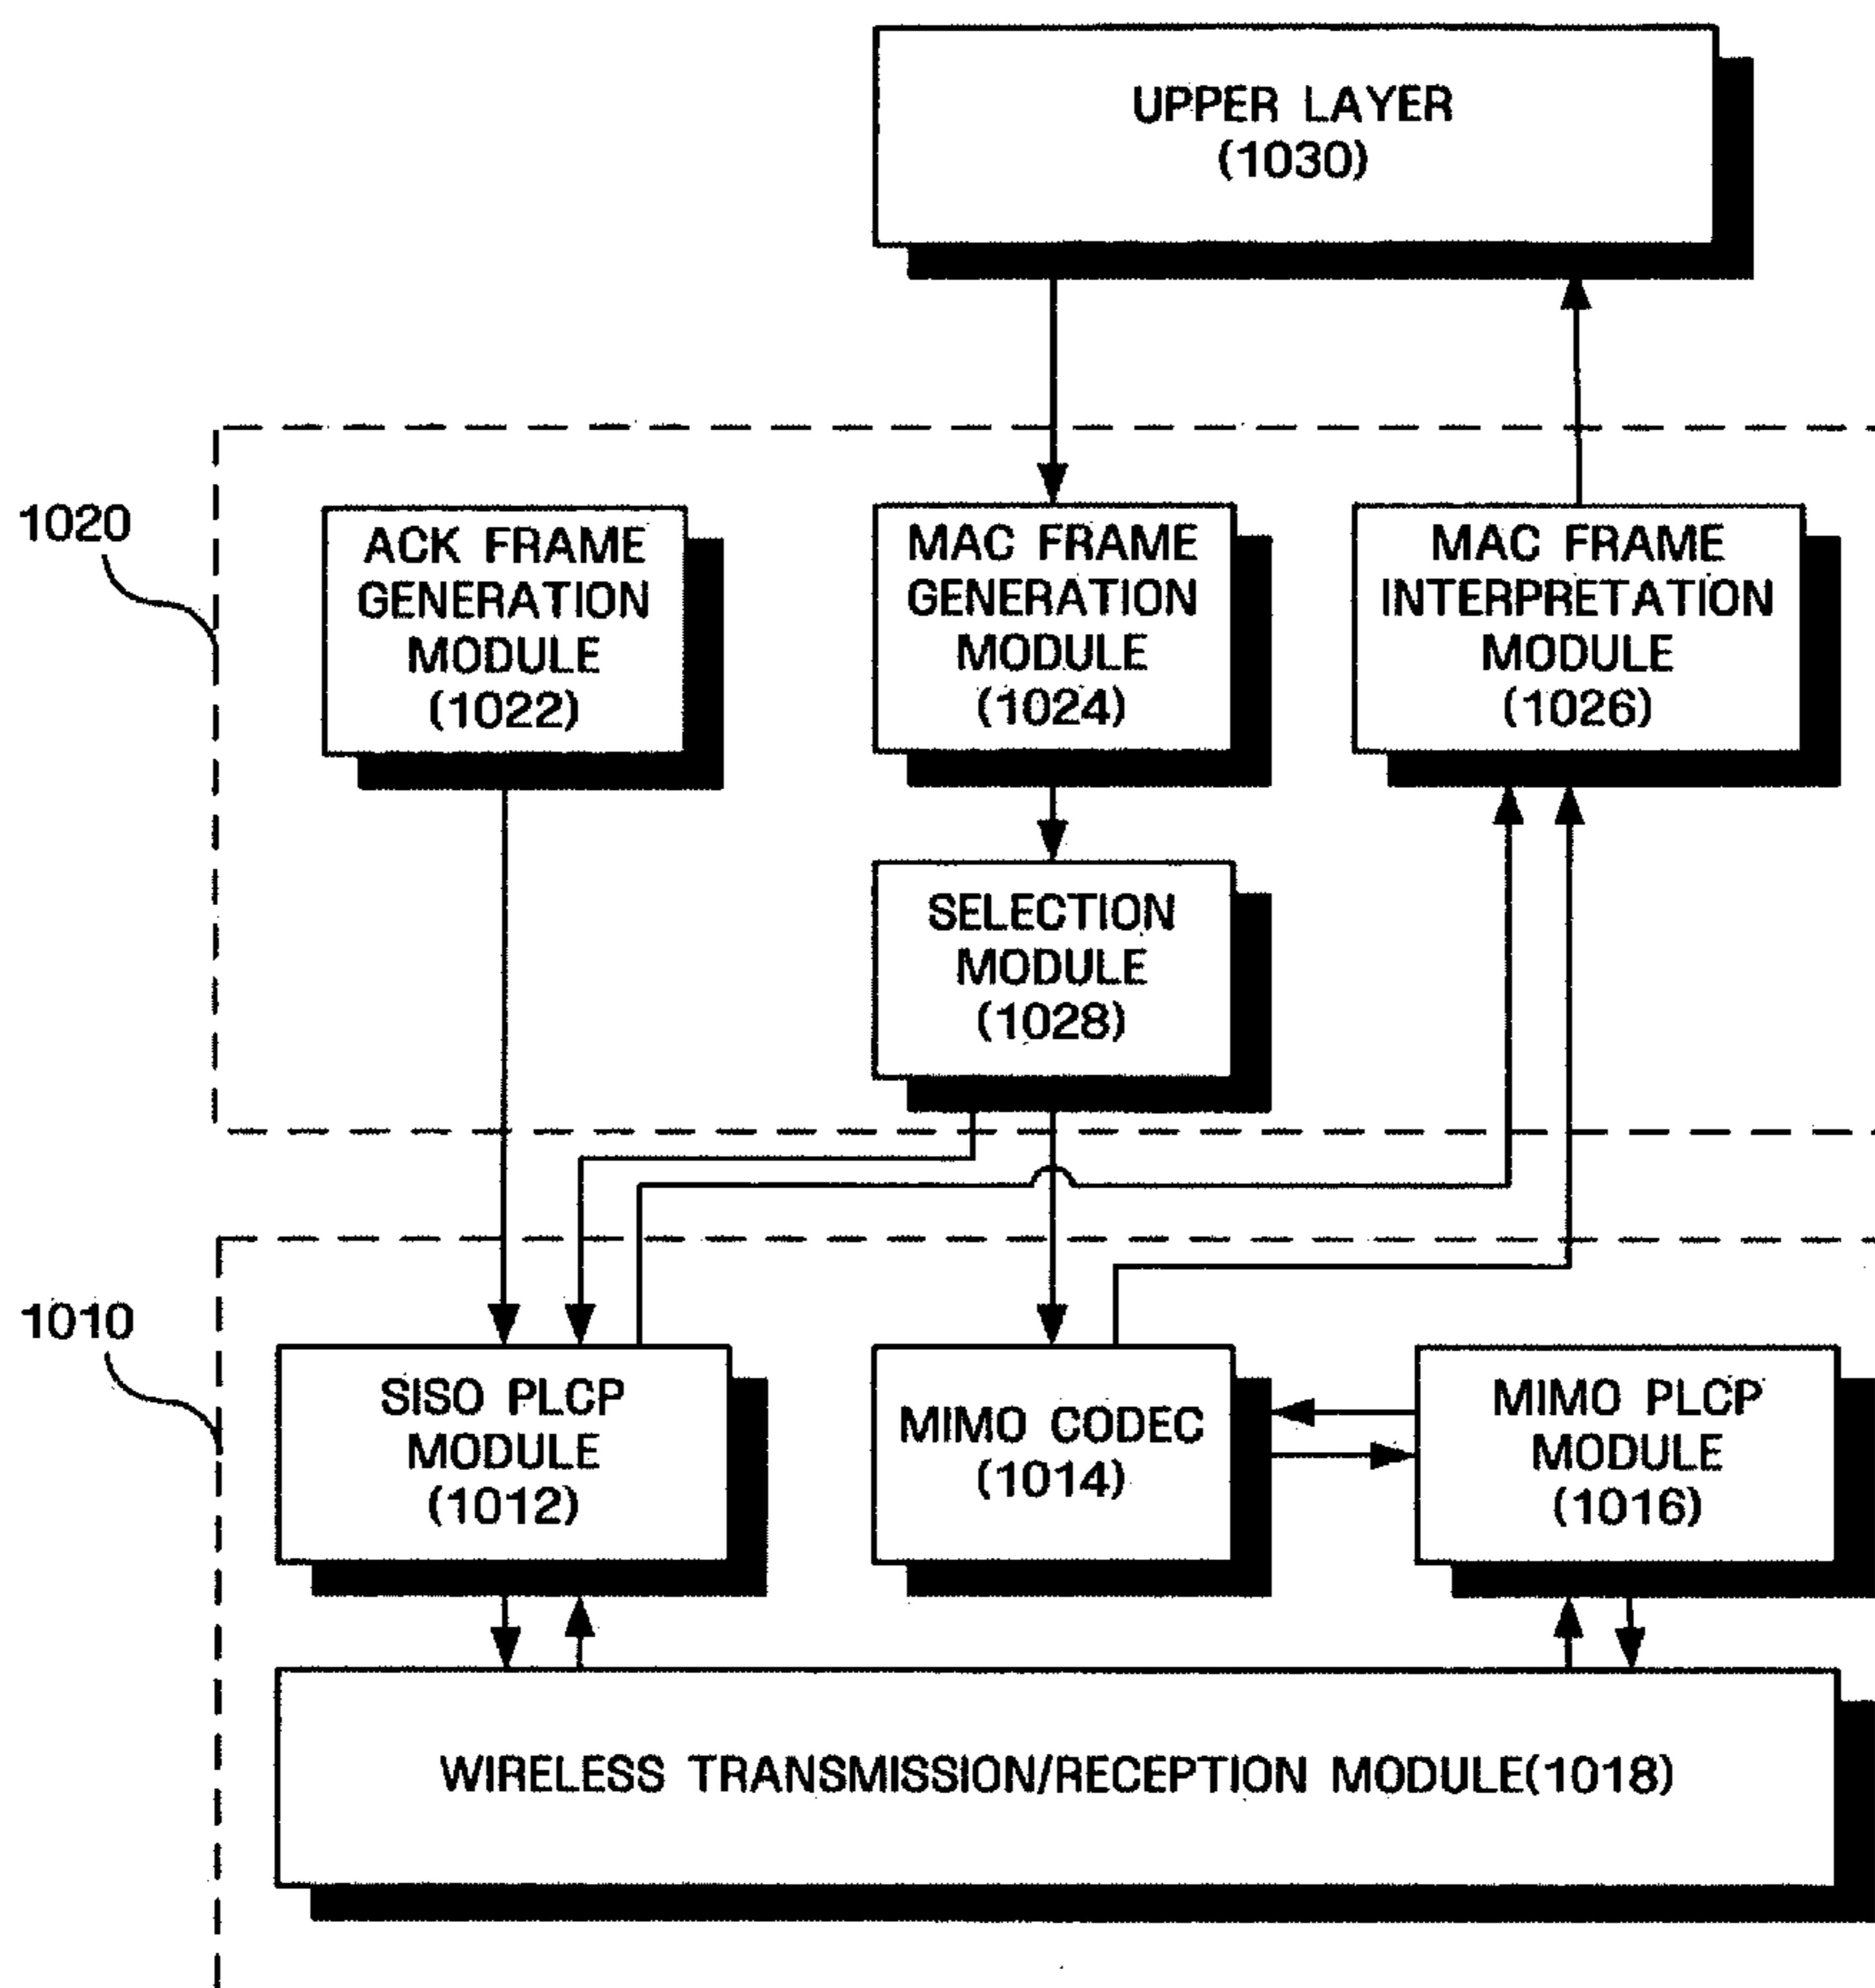 UPPER LAYER
(1030)
1020
ACK FRAME
GENERATION
MODULE
(1022)
MAC FRAME
GENERATION
MODULE
(1024)
MAC FRAME
INTERPRETATION
MODULE
(1026)
SELECTION
MODULE
(1028)
1010
SISO PLCP
MODULE
(1012)
MIMO CODEC
(1014)
MIMO PLCP
MODULE
(1016)
WIRELESS TRANSMISSION/RECEPTION MODULE(1018)